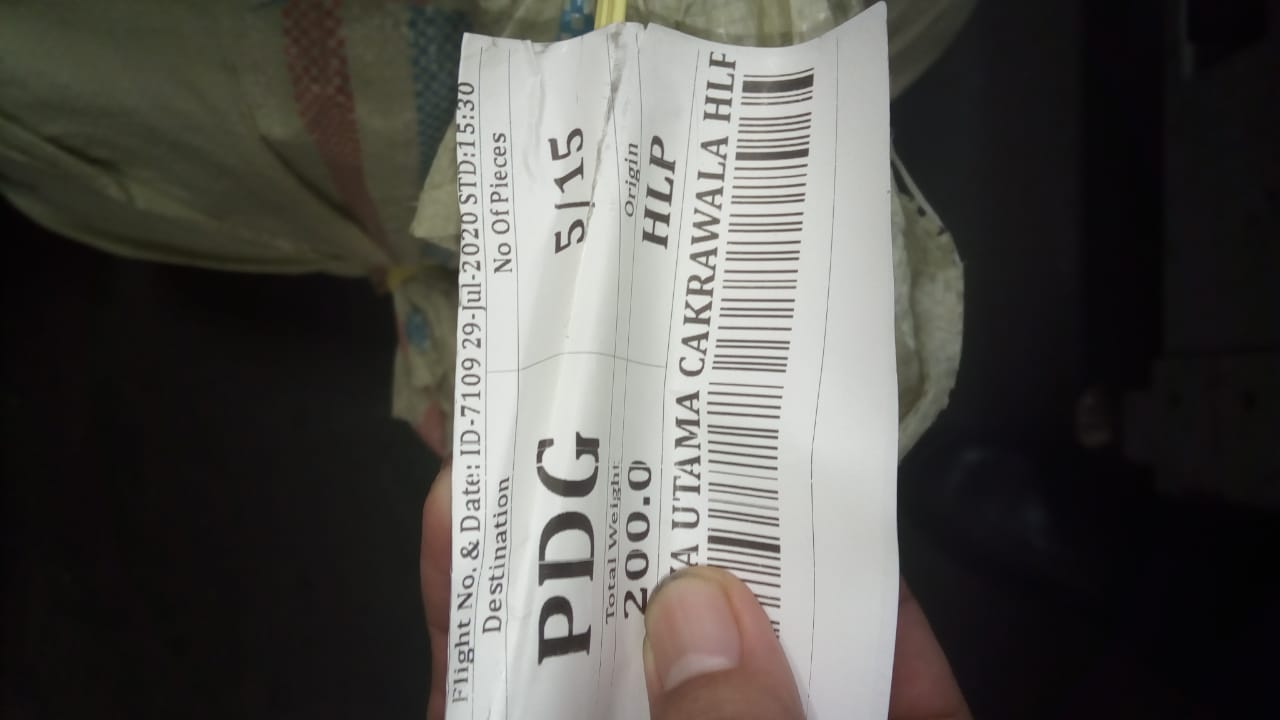 Flight No. & Date: ID-7109 29-Jul-2020 STD:15:30
Destination No Of Pieces
PDG 5/15
Total Weight Origin
200.0 HLP
UTAMA CAKRAWALA HLF